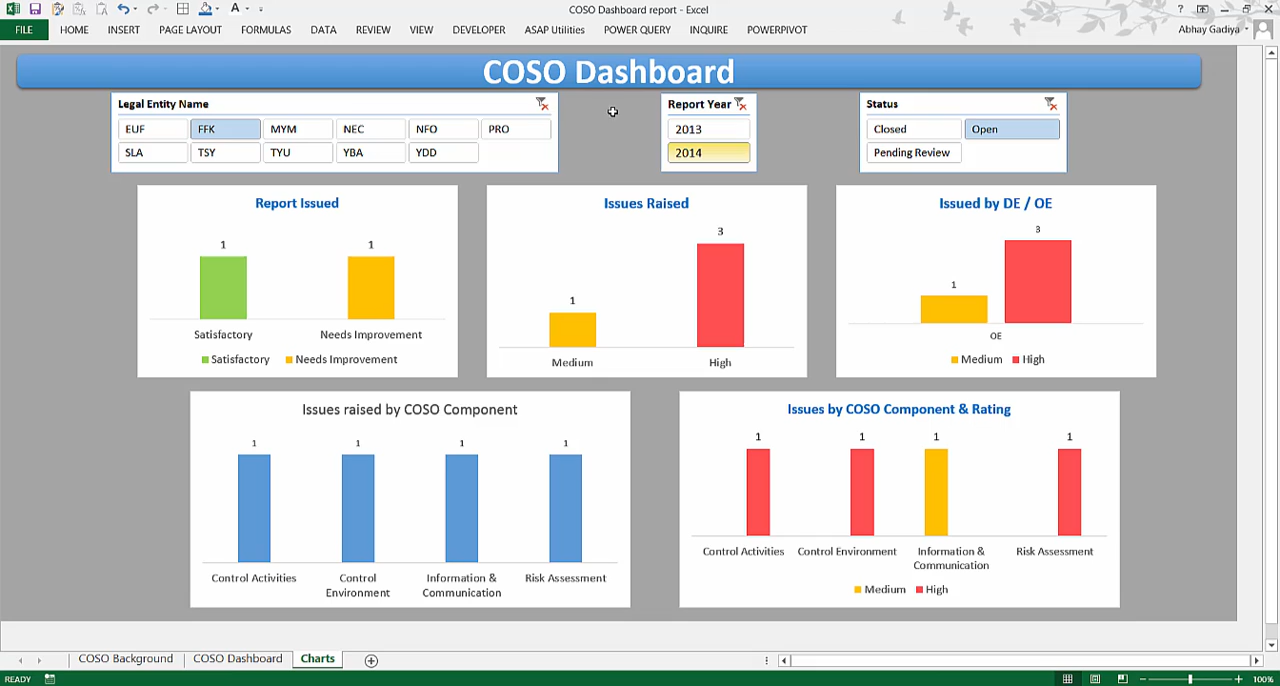 COSO Dashboard report - Excel
?
FILE HOME INSERT PAGE LAYOUT FORMULAS DATA REVIEW VIEW DEVELOPER ASAP Utilities POWER QUERY INQUIRE POWERPIVOT Abhay Gadiya
COSO Dashboard
Legal Entity Name
EUF FFK MYM NEC NFO PRO
SLA TSY TYU YBA YDD
Report Year
2013
2014
Status
Closed Open
Pending Review
Report Issued
1 1
Satisfactory Needs Improvement
Satisfactory Needs Improvement
Issues Raised
1 3
Medium High
Issued by DE / OE
1 3
OE
Medium High
Issues raised by COSO Component
1 1 1 1
Control Activities Control Environment Information & Communication Risk Assessment
Issues by COSO Component & Rating
1 1 1 1
Control Activities Control Environment Information & Communication Risk Assessment
Medium High
COSO Background COSO Dashboard Charts
READY 100%